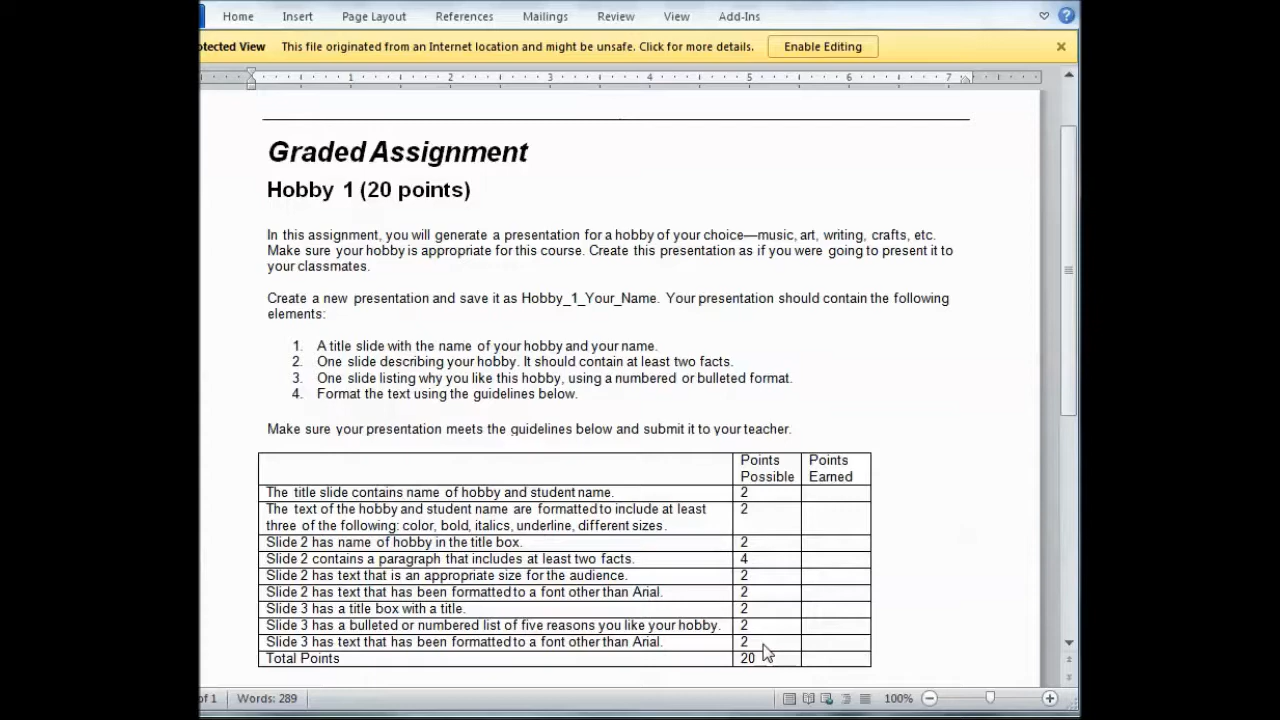 Home Insert Page Layout References Mailings Review View Add-Ins
otected View This file originated from an Internet location and might be unsafe. Click for more details. Enable Editing
1 2 3 4 5 6 7
Graded Assignment
Hobby 1 (20 points)
In this assignment, you will generate a presentation for a hobby of your choice—music, art, writing, crafts, etc.
Make sure your hobby is appropriate for this course. Create this presentation as if you were going to present it to
your classmates.
Create a new presentation and save it as Hobby_1_Your_Name. Your presentation should contain the following
elements:
1. A title slide with the name of your hobby and your name.
2. One slide describing your hobby. It should contain at least two facts.
3. One slide listing why you like this hobby, using a numbered or bulleted format.
4. Format the text using the guidelines below.
Make sure your presentation meets the guidelines below and submit it to your teacher.
Points Points
Possible Earned
The title slide contains name of hobby and student name. 2
The text of the hobby and student name are formatted to include at least 2
three of the following: color, bold, italics, underline, different sizes.
Slide 2 has name of hobby in the title box. 2
Slide 2 contains a paragraph that includes at least two facts. 4
Slide 2 has text that is an appropriate size for the audience. 2
Slide 2 has text that has been formatted to a font other than Arial. 2
Slide 3 has a title box with a title. 2
Slide 3 has a bulleted or numbered list of five reasons you like your hobby. 2
Slide 3 has text that has been formatted to a font other than Arial. 2
Total Points 20
of 1 Words: 289 100%